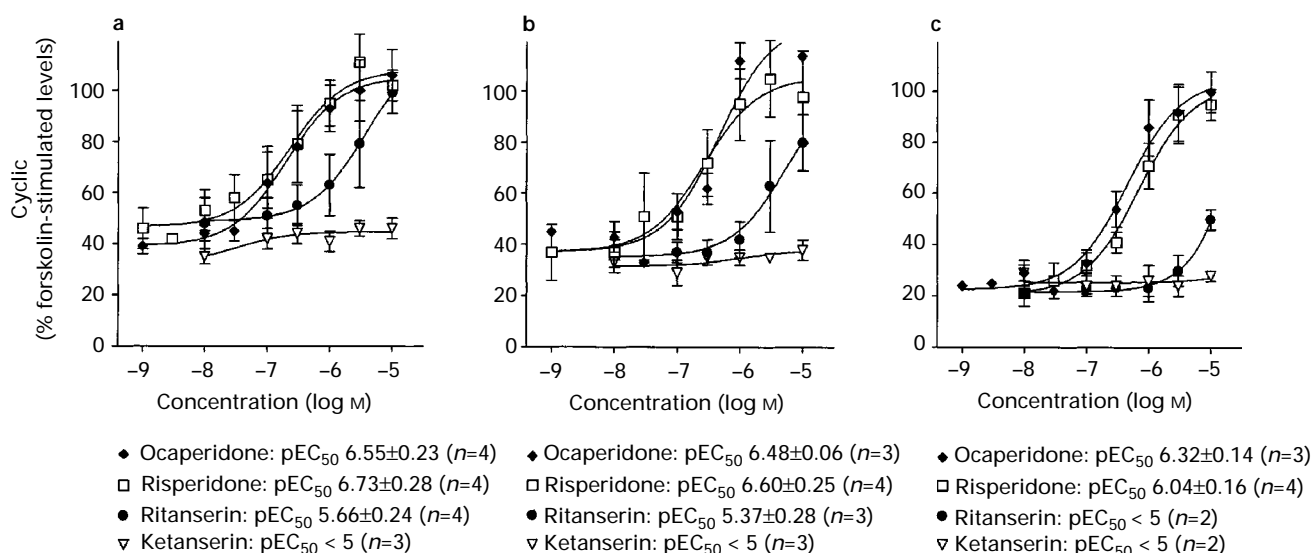 a
b
c
Cyclic
(% forskolin-stimulated levels)
100
80
60
40
20
0
–9
–8
–7
–6
–5
Concentration (log M)
100
80
60
40
20
0
–9
–8
–7
–6
–5
Concentration (log M)
100
80
60
40
20
0
–9
–8
–7
–6
–5
Concentration (log M)
Ocaperidone: pEC50 6.55±0.23 (n=4)
Risperidone: pEC50 6.73±0.28 (n=4)
Ritanserin: pEC50 5.66±0.24 (n=4)
Ketanserin: pEC50 < 5 (n=3)
Ocaperidone: pEC50 6.48±0.06 (n=3)
Risperidone: pEC50 6.60±0.25 (n=4)
Ritanserin: pEC50 5.37±0.28 (n=3)
Ketanserin: pEC50 < 5 (n=3)
Ocaperidone: pEC50 6.32±0.14 (n=3)
Risperidone: pEC50 6.04±0.16 (n=4)
Ritanserin: pEC50 < 5 (n=2)
Ketanserin: pEC50 < 5 (n=2)